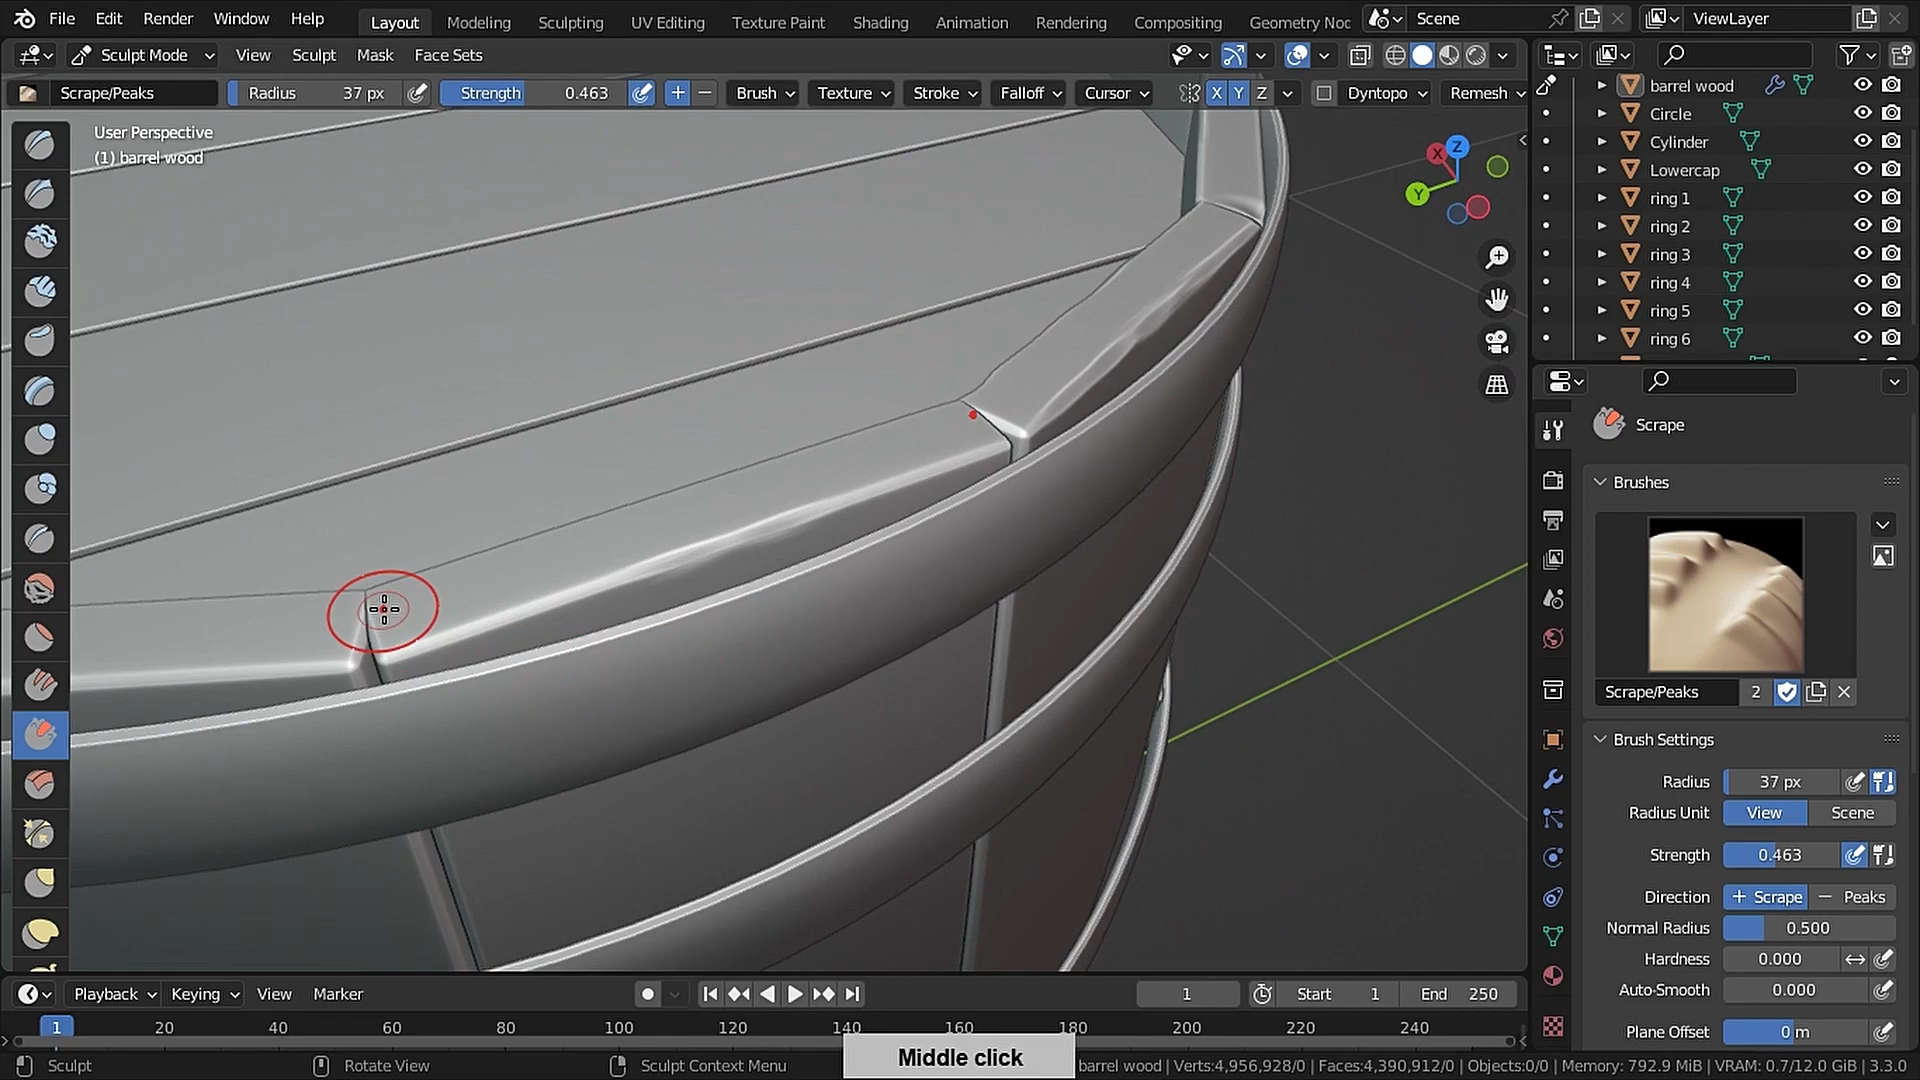 File Edit Render Window Help Layout Modeling Sculpting UV Editing Texture Paint Shading Animation Rendering Compositing Geometry Noc Scene ViewLayer
Sculpt Mode View Sculpt Mask Face Sets
Scrape/Peaks Radius 37 px Strength 0.463 Brush Texture Stroke Falloff Cursor X Y Z Dyntopo Remesh
User Perspective
(1) barrel wood
X Z
Y
barrel wood
Circle
Cylinder
Lowercap
ring 1
ring 2
ring 3
ring 4
ring 5
ring 6
Scrape
Brushes
Scrape/Peaks 2
Brush Settings
Radius 37 px
Radius Unit View Scene
Strength 0.463
Direction + Scrape − Peaks
Normal Radius 0.500
Hardness 0.000
Auto-Smooth 0.000
Plane Offset 0 m
Playback Keying View Marker 1 Start 1 End 250
1 20 40 60 80 100 120 140 160 180 200 220 240
Middle click
Sculpt Rotate View Sculpt Context Menu barrel wood | Verts:4,956,928/0 | Faces:4,390,912/0 | Objects:0/0 | Memory: 792.9 MiB | VRAM: 0.7/12.0 GiB | 3.3.0